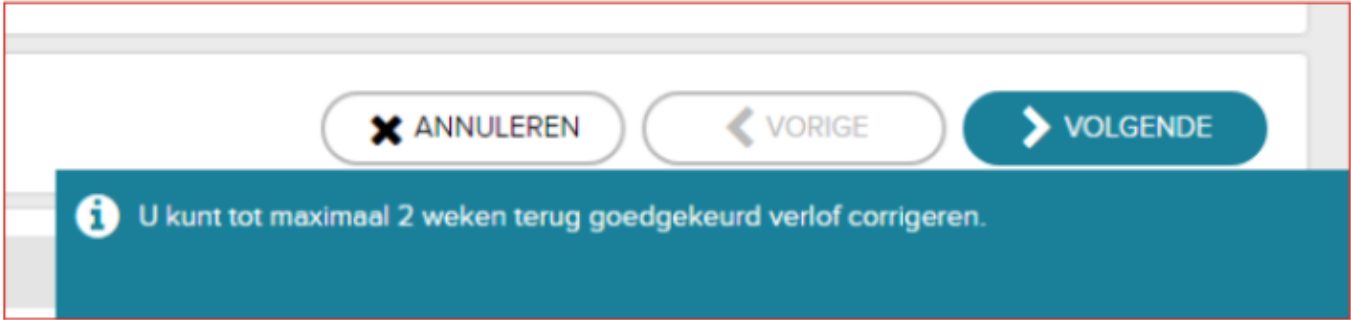 ANNULEREN
VORIGE
VOLGENDE
U kunt tot maximaal 2 weken terug goedgekeurd verlof corrigeren.